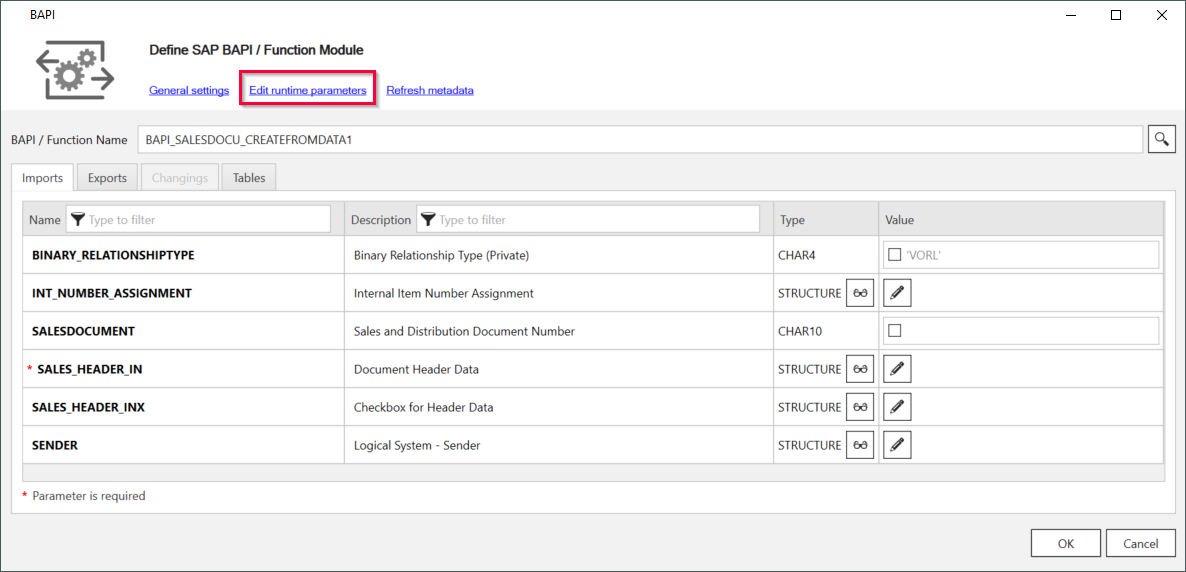 BAPI
Define SAP BAPI / Function Module
General settings Edit runtime parameters Refresh metadata
BAPI / Function Name BAPI_SALESDOCU_CREATEFROMDATA1
Imports Exports Changings Tables
Name Type to filter Description Type to filter Type Value
BINARY_RELATIONSHIPTYPE Binary Relationship Type (Private) CHAR4 'VORL'
INT_NUMBER_ASSIGNMENT Internal Item Number Assignment STRUCTURE
SALESDOCUMENT Sales and Distribution Document Number CHAR10
* SALES_HEADER_IN Document Header Data STRUCTURE
SALES_HEADER_INX Checkbox for Header Data STRUCTURE
SENDER Logical System - Sender STRUCTURE
* Parameter is required
OK Cancel